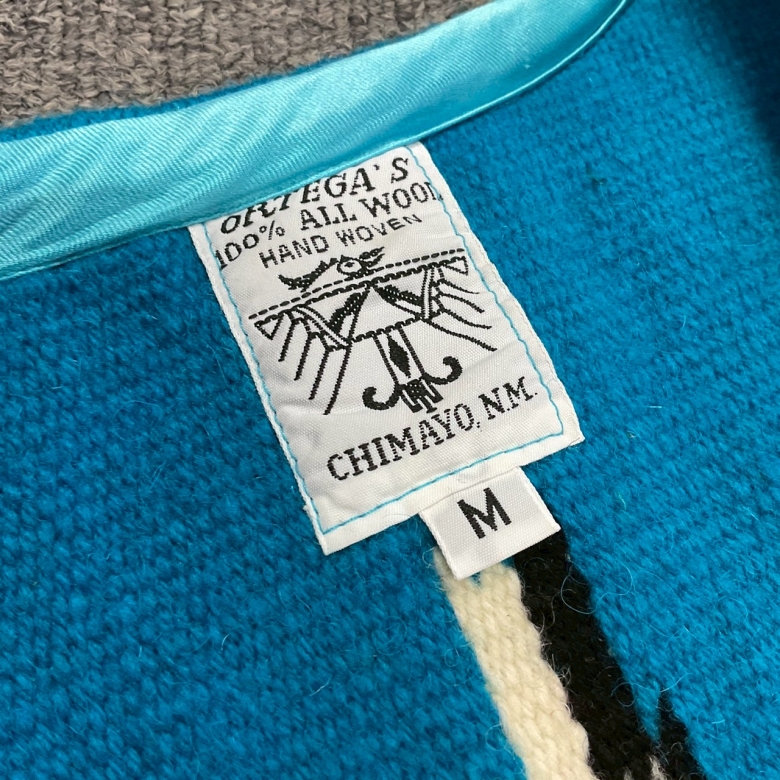 ORTEGA'S
100% ALL WOOL
HAND WOVEN
CHIMAYO, N.M.
M